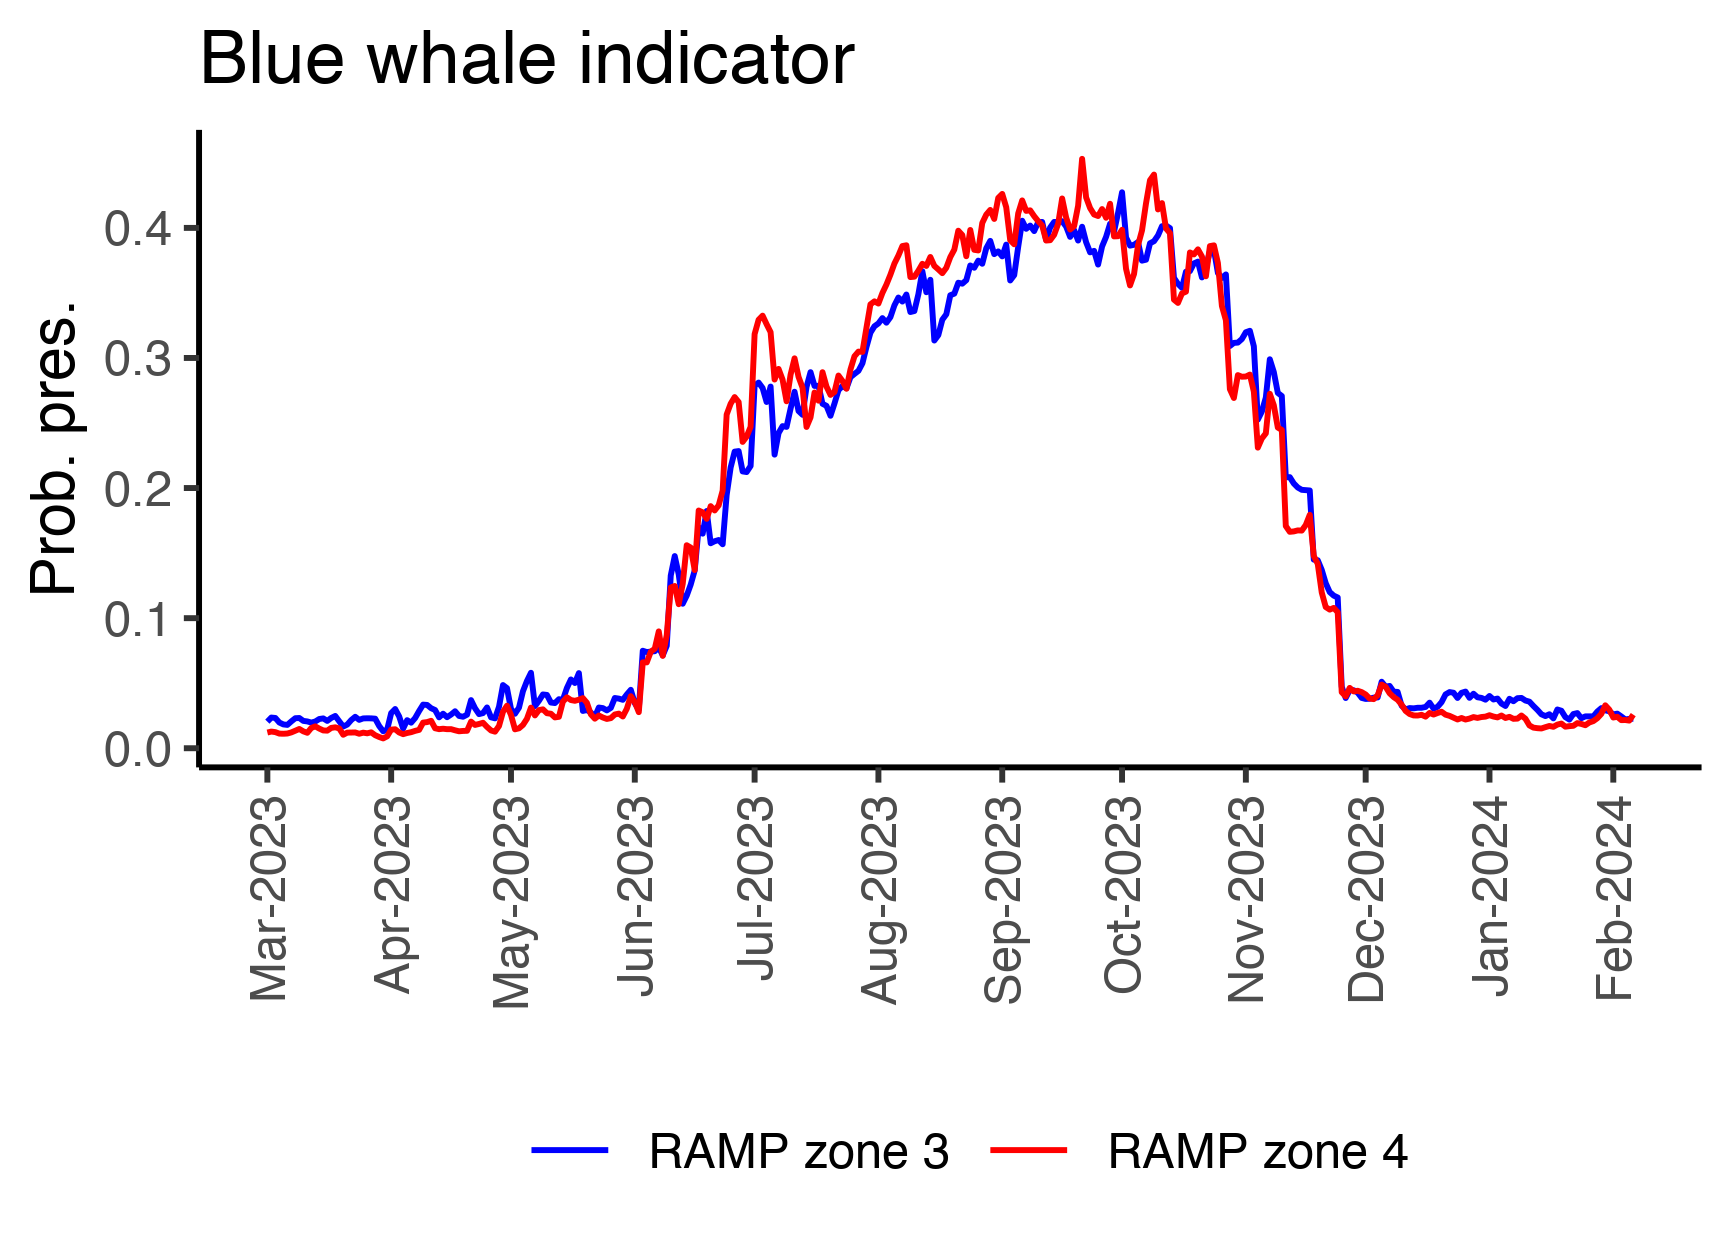 Blue whale indicator
Prob. pres.
0.4
0.3
0.2
0.1
0.0
Mar-2023
Apr-2023
May-2023
Jun-2023
Jul-2023
Aug-2023
Sep-2023
Oct-2023
Nov-2023
Dec-2023
Jan-2024
Feb-2024
RAMP zone 3
RAMP zone 4